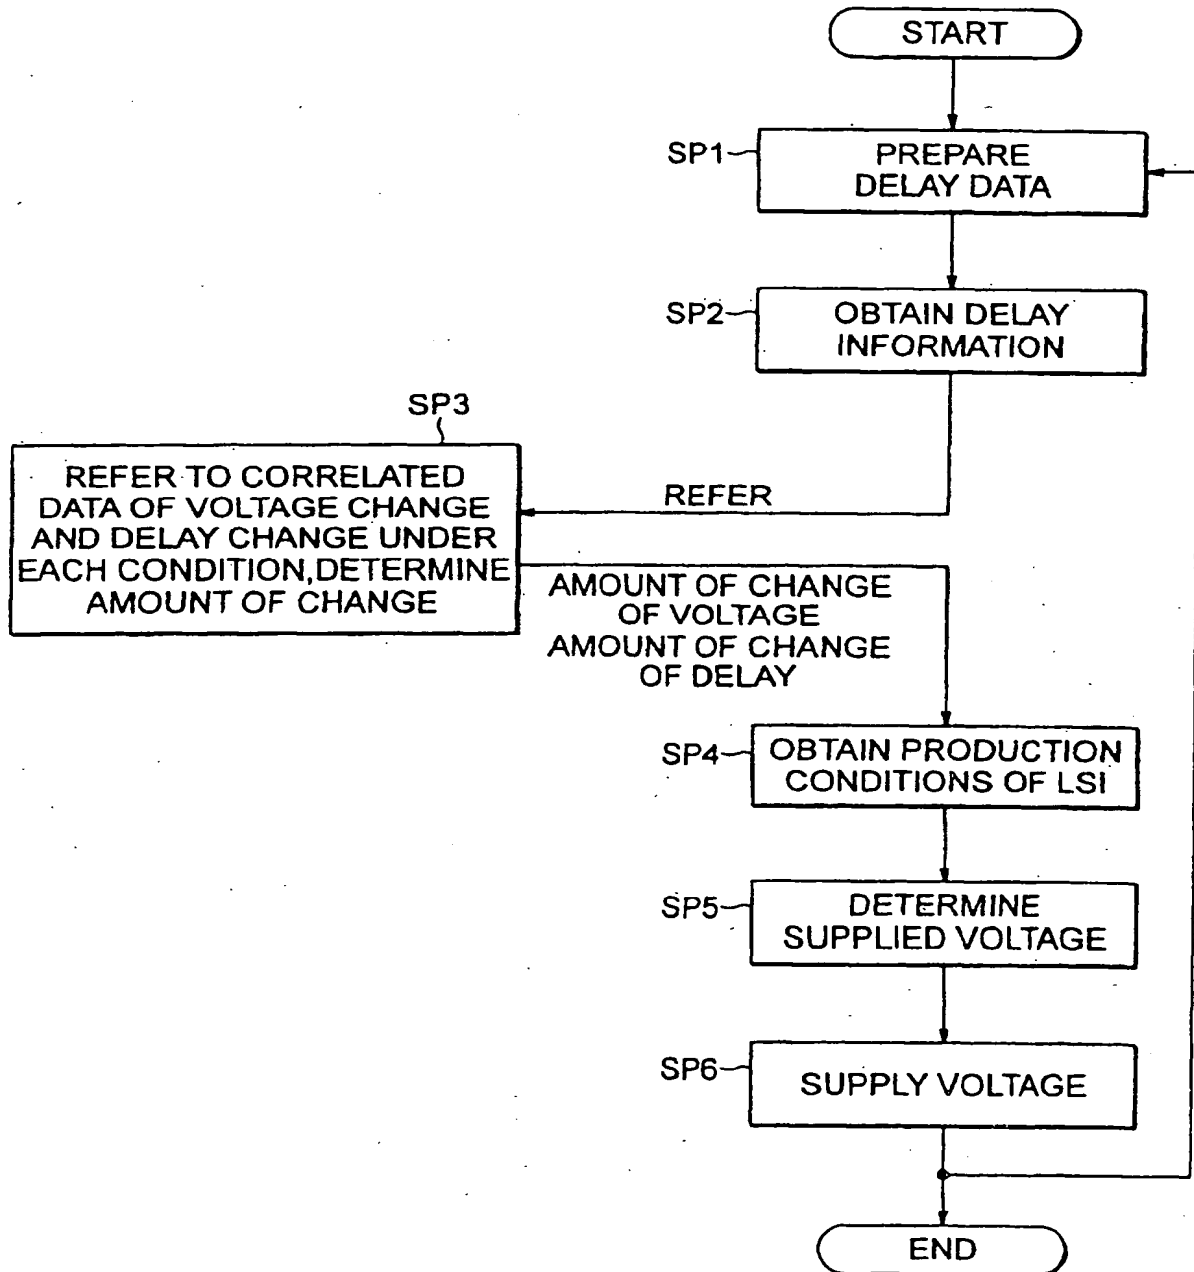 START
SP1
PREPARE
DELAY DATA
SP2
OBTAIN DELAY
INFORMATION
SP3
REFER TO CORRELATED
DATA OF VOLTAGE CHANGE
AND DELAY CHANGE UNDER
EACH CONDITION,DETERMINE
AMOUNT OF CHANGE
REFER
AMOUNT OF CHANGE
OF VOLTAGE
AMOUNT OF CHANGE
OF DELAY
SP4
OBTAIN PRODUCTION
CONDITIONS OF LSI
SP5
DETERMINE
SUPPLIED VOLTAGE
SP6
SUPPLY VOLTAGE
END